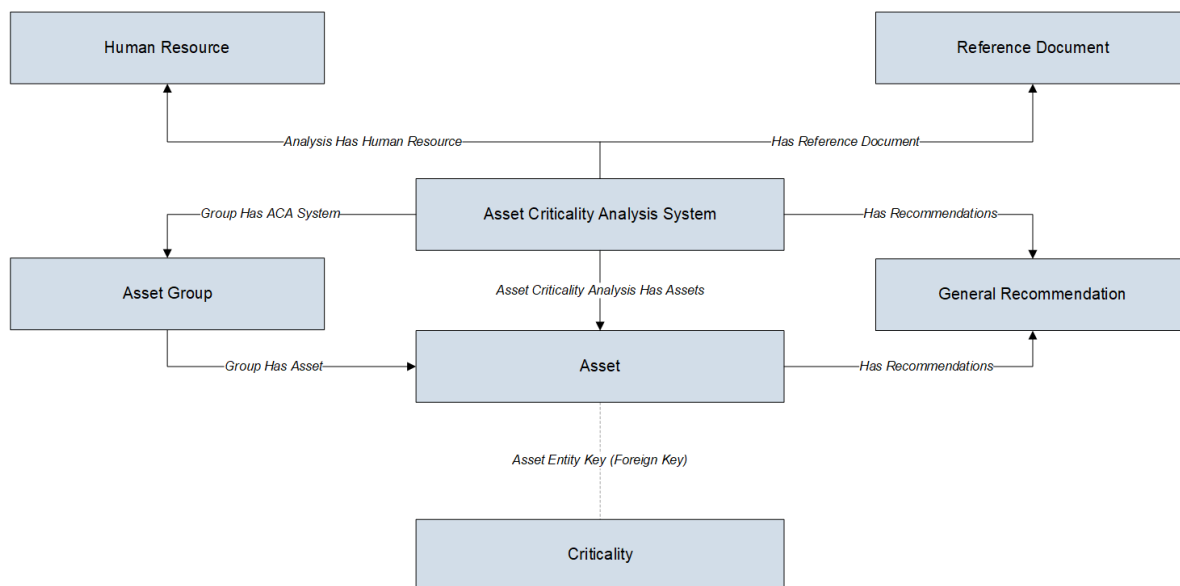 Human Resource
Reference Document
Analysis Has Human Resource
Has Reference Document
Asset Criticality Analysis System
Group Has ACA System
Has Recommendations
Asset Group
Asset Criticality Analysis Has Assets
General Recommendation
Group Has Asset
Asset
Has Recommendations
Asset Entity Key (Foreign Key)
Criticality